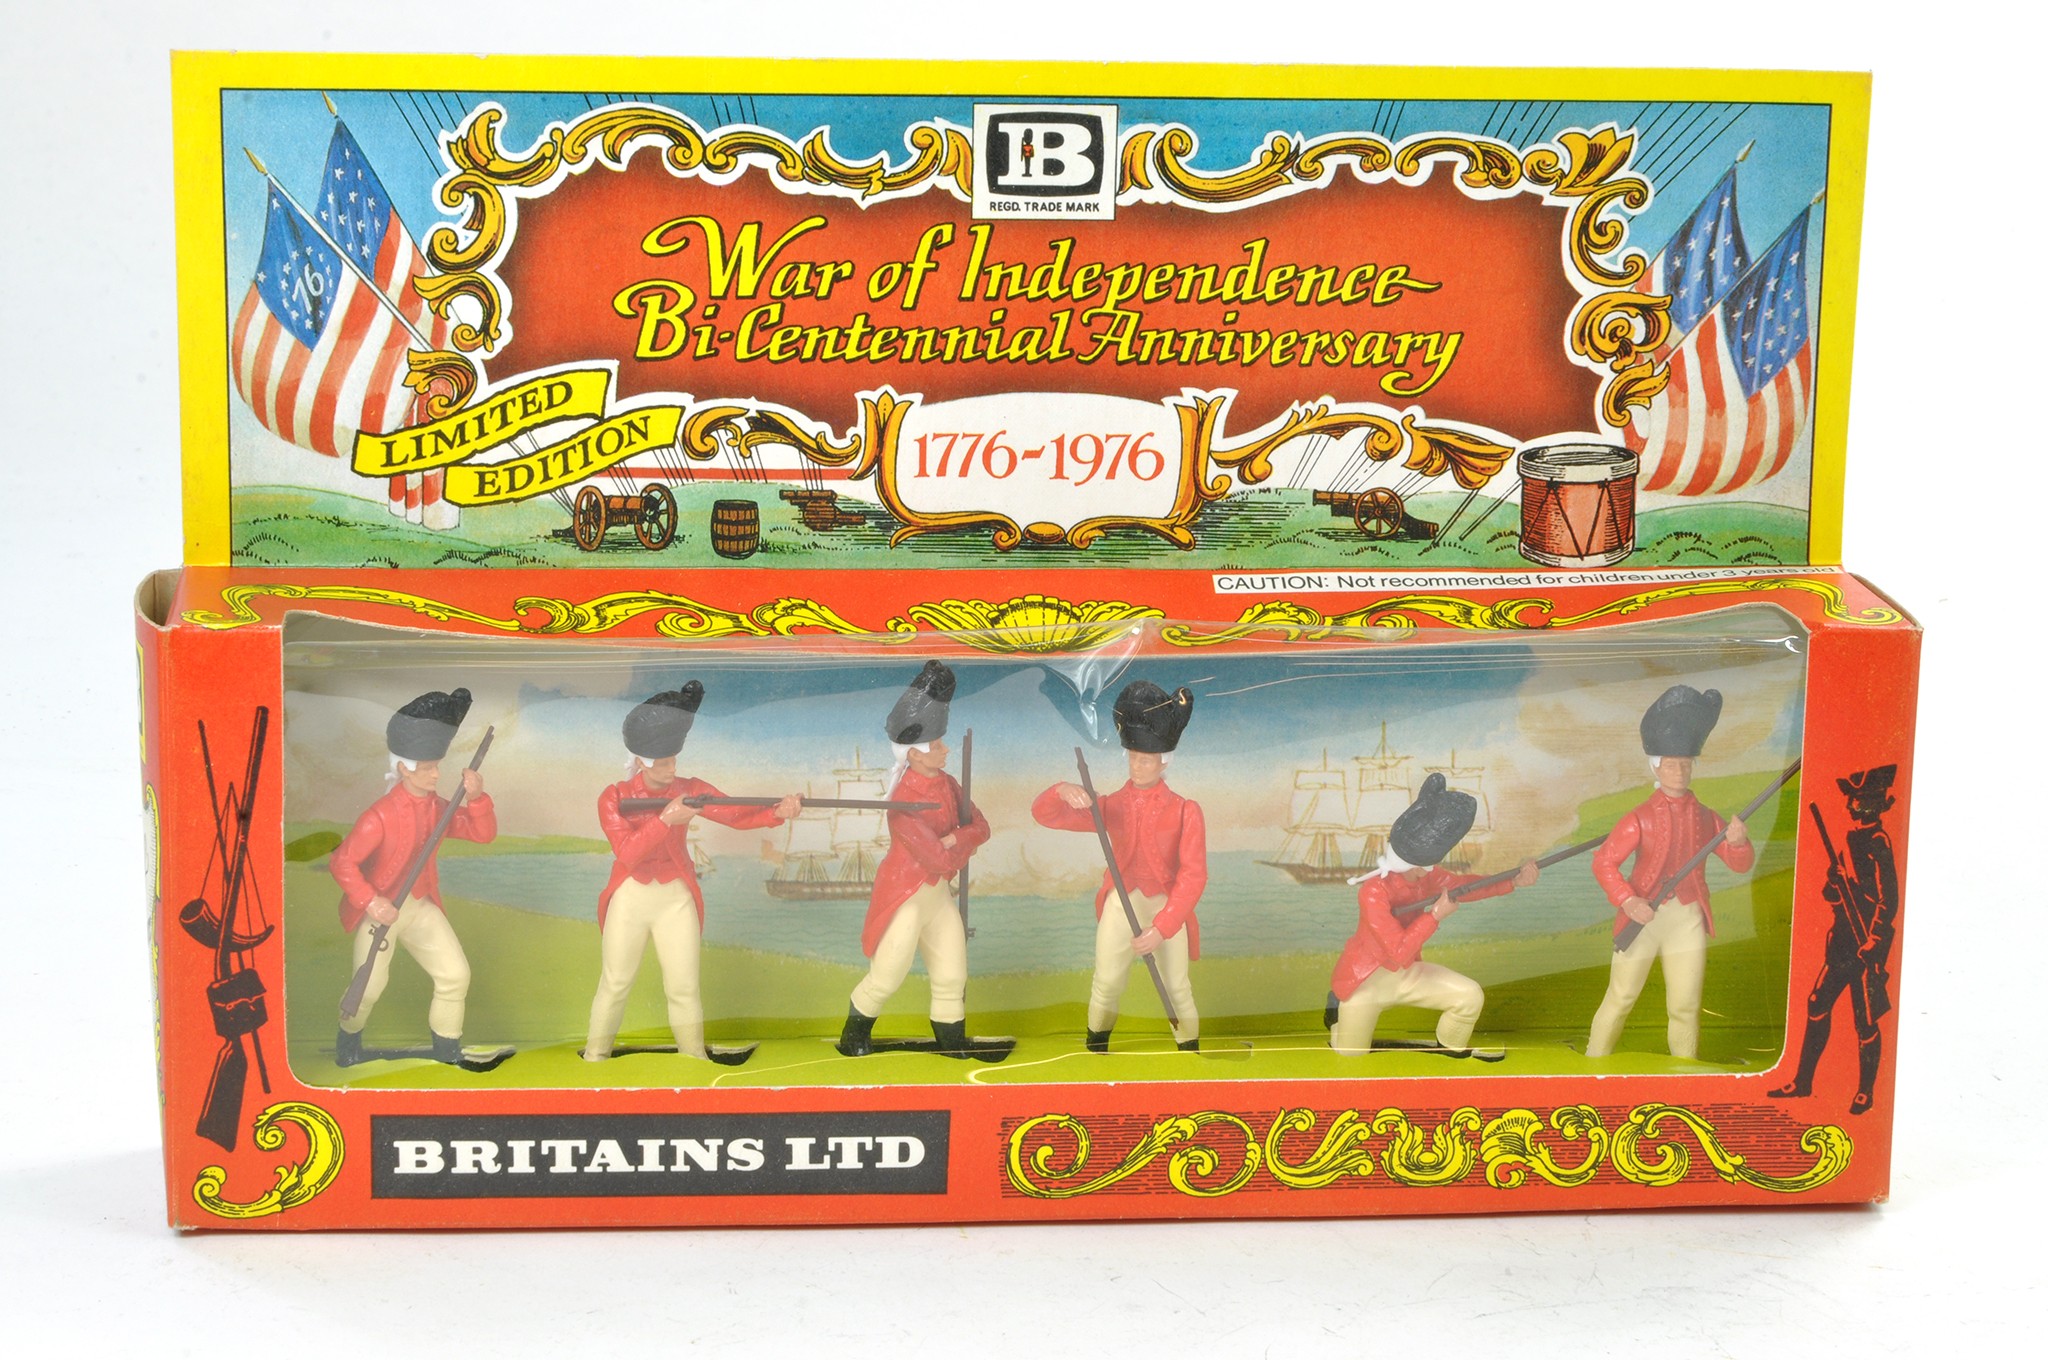 B
REGD. TRADE MARK
War of Independence
Bi-Centennial Anniversary
LIMITED
EDITION
1776-1976
76
CAUTION: Not recommended for children under 3 years old
BRITAINS LTD